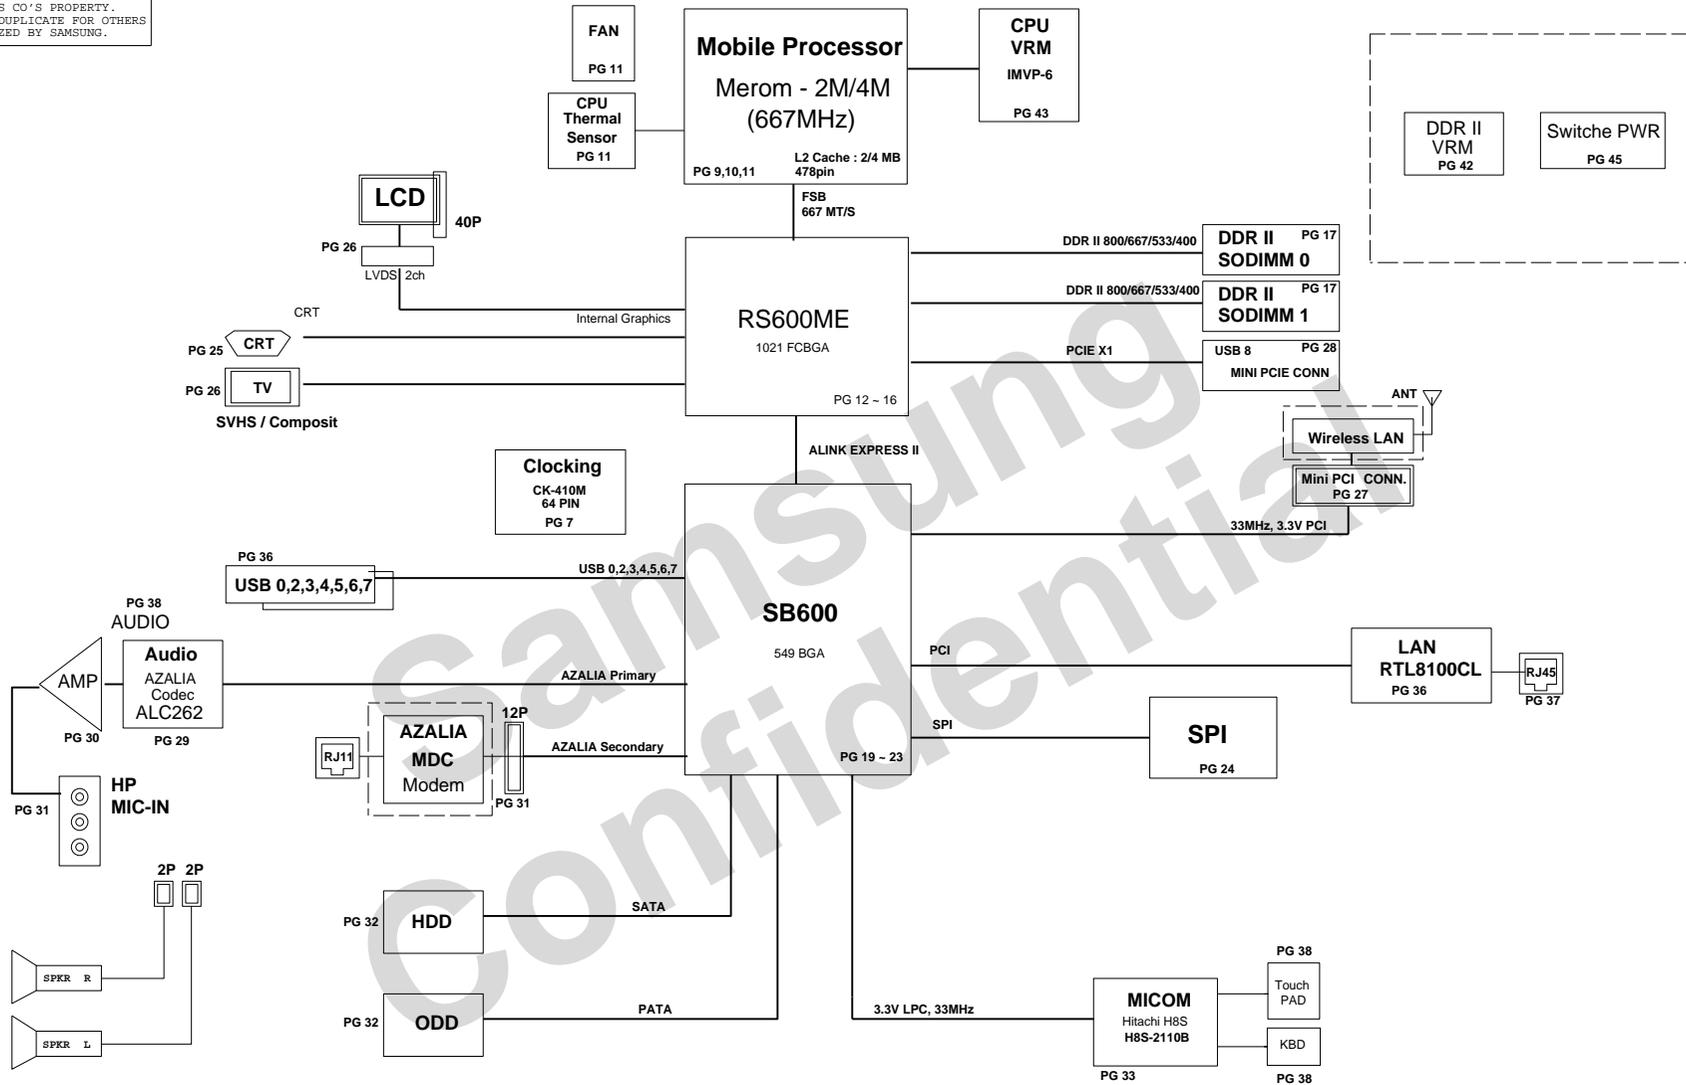 S CO'S PROPERTY.
DUPLICATE FOR OTHERS
ZED BY SAMSUNG.
FAN
PG 11
CPU
Thermal
Sensor
PG 11
Mobile Processor
Merom - 2M/4M
(667MHz)
L2 Cache : 2/4 MB
PG 9,10,11
478pin
CPU
VRM
IMVP-6
PG 43
DDR II
VRM
PG 42
Switche PWR
PG 45
FSB
667 MT/S
LCD
40P
PG 26
LVDS 2ch
CRT
Internal Graphics
PG 25
CRT
PG 26
TV
SVHS / Composit
RS600ME
1021 FCBGA
PG 12 ~ 16
DDR II 800/667/533/400
DDR II
PG 17
SODIMM 0
DDR II 800/667/533/400
DDR II
PG 17
SODIMM 1
PCIE X1
USB 8
PG 28
MINI PCIE CONN
ANT
Wireless LAN
Mini PCI CONN.
PG 27
33MHz, 3.3V PCI
ALINK EXPRESS II
Clocking
CK-410M
64 PIN
PG 7
PG 36
USB 0,2,3,4,5,6,7
USB 0,2,3,4,5,6,7
SB600
549 BGA
PG 19 ~ 23
PG 38
AUDIO
Audio
AZALIA
Codec
ALC262
PG 29
AMP
PG 30
AZALIA Primary
PCI
LAN
RTL8100CL
PG 36
RJ45
PG 37
SPI
SPI
PG 24
RJ11
AZALIA
MDC
Modem
12P
PG 31
AZALIA Secondary
PG 31
HP
MIC-IN
2P 2P
SPKR R
SPKR L
PG 32
HDD
SATA
PG 32
ODD
PATA
3.3V LPC, 33MHz
MICOM
Hitachi H8S
H8S-2110B
PG 33
PG 38
Touch
PAD
KBD
PG 38
Samsung
Confidential